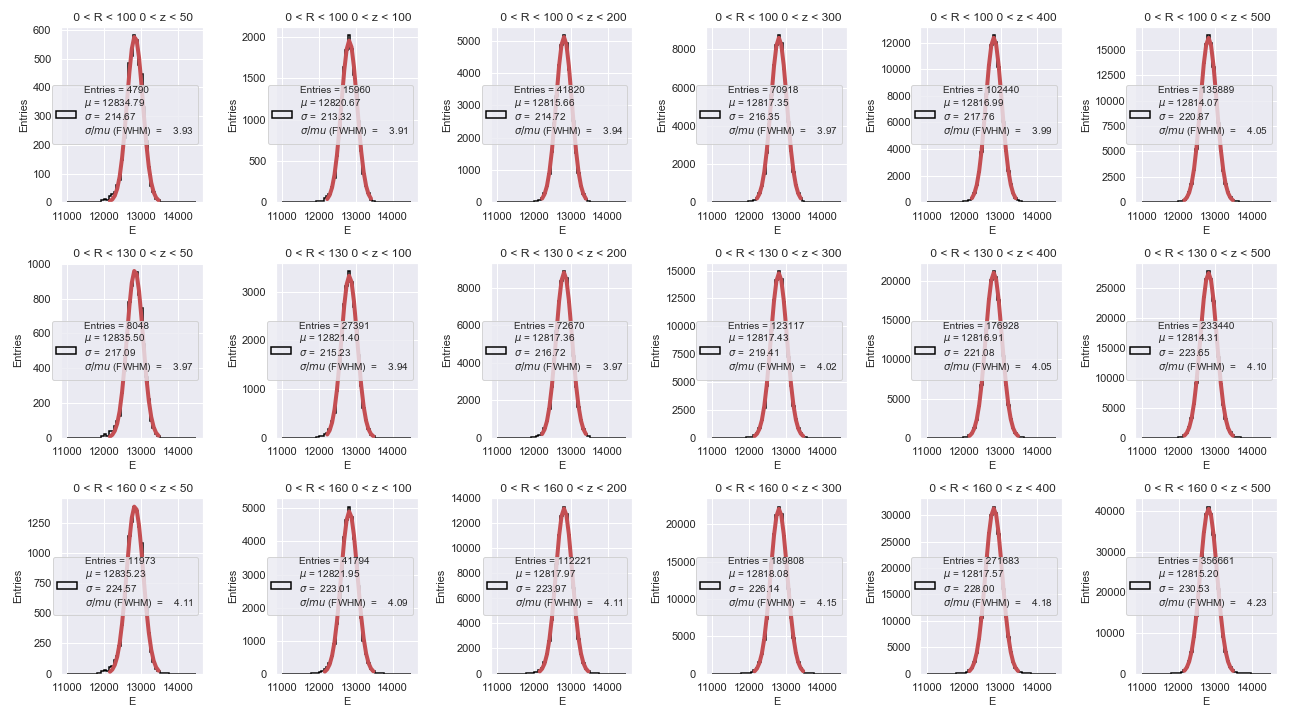 0 < R < 100 0 < z < 50
600
500
400
300
200
100
0
Entries
Entries = 4790
μ = 12834.79
σ = 214.67
σ/mu (FWHM) = 3.93
11000 12000 13000 14000
E
0 < R < 100 0 < z < 100
2000
1500
1000
500
0
Entries
Entries = 15960
μ = 12820.67
σ = 213.32
σ/mu (FWHM) = 3.91
11000 12000 13000 14000
E
0 < R < 100 0 < z < 200
5000
4000
3000
2000
1000
0
Entries
Entries = 41820
μ = 12815.66
σ = 214.72
σ/mu (FWHM) = 3.94
11000 12000 13000 14000
E
0 < R < 100 0 < z < 300
8000
6000
4000
2000
0
Entries
Entries = 70918
μ = 12817.35
σ = 216.35
σ/mu (FWHM) = 3.97
11000 12000 13000 14000
E
0 < R < 100 0 < z < 400
12000
10000
8000
6000
4000
2000
0
Entries
Entries = 102440
μ = 12816.99
σ = 217.76
σ/mu (FWHM) = 3.99
11000 12000 13000 14000
E
0 < R < 100 0 < z < 500
15000
12500
10000
7500
5000
2500
0
Entries
Entries = 135889
μ = 12814.07
σ = 220.87
σ/mu (FWHM) = 4.05
11000 12000 13000 14000
E
0 < R < 130 0 < z < 50
1000
800
600
400
200
0
Entries
Entries = 8048
μ = 12835.50
σ = 217.09
σ/mu (FWHM) = 3.97
11000 12000 13000 14000
E
0 < R < 130 0 < z < 100
3000
2000
1000
0
Entries
Entries = 27391
μ = 12821.40
σ = 215.23
σ/mu (FWHM) = 3.94
11000 12000 13000 14000
E
0 < R < 130 0 < z < 200
8000
6000
4000
2000
0
Entries
Entries = 72670
μ = 12817.36
σ = 216.72
σ/mu (FWHM) = 3.97
11000 12000 13000 14000
E
0 < R < 130 0 < z < 300
15000
12500
10000
7500
5000
2500
0
Entries
Entries = 123117
μ = 12817.43
σ = 219.41
σ/mu (FWHM) = 4.02
11000 12000 13000 14000
E
0 < R < 130 0 < z < 400
20000
15000
10000
5000
0
Entries
Entries = 176928
μ = 12816.91
σ = 221.08
σ/mu (FWHM) = 4.05
11000 12000 13000 14000
E
0 < R < 130 0 < z < 500
25000
20000
15000
10000
5000
0
Entries
Entries = 233440
μ = 12814.31
σ = 223.65
σ/mu (FWHM) = 4.10
11000 12000 13000 14000
E
0 < R < 160 0 < z < 50
1250
1000
750
500
250
0
Entries
Entries = 11973
μ = 12835.23
σ = 224.57
σ/mu (FWHM) = 4.11
11000 12000 13000 14000
E
0 < R < 160 0 < z < 100
5000
4000
3000
2000
1000
0
Entries
Entries = 41794
μ = 12821.95
σ = 223.01
σ/mu (FWHM) = 4.09
11000 12000 13000 14000
E
0 < R < 160 0 < z < 200
14000
12000
10000
8000
6000
4000
2000
0
Entries
Entries = 112221
μ = 12817.97
σ = 223.97
σ/mu (FWHM) = 4.11
11000 12000 13000 14000
E
0 < R < 160 0 < z < 300
20000
15000
10000
5000
0
Entries
Entries = 189808
μ = 12818.08
σ = 226.14
σ/mu (FWHM) = 4.15
11000 12000 13000 14000
E
0 < R < 160 0 < z < 400
30000
25000
20000
15000
10000
5000
0
Entries
Entries = 271683
μ = 12817.57
σ = 228.00
σ/mu (FWHM) = 4.18
11000 12000 13000 14000
E
0 < R < 160 0 < z < 500
40000
30000
20000
10000
0
Entries
Entries = 356661
μ = 12815.20
σ = 230.53
σ/mu (FWHM) = 4.23
11000 12000 13000 14000
E